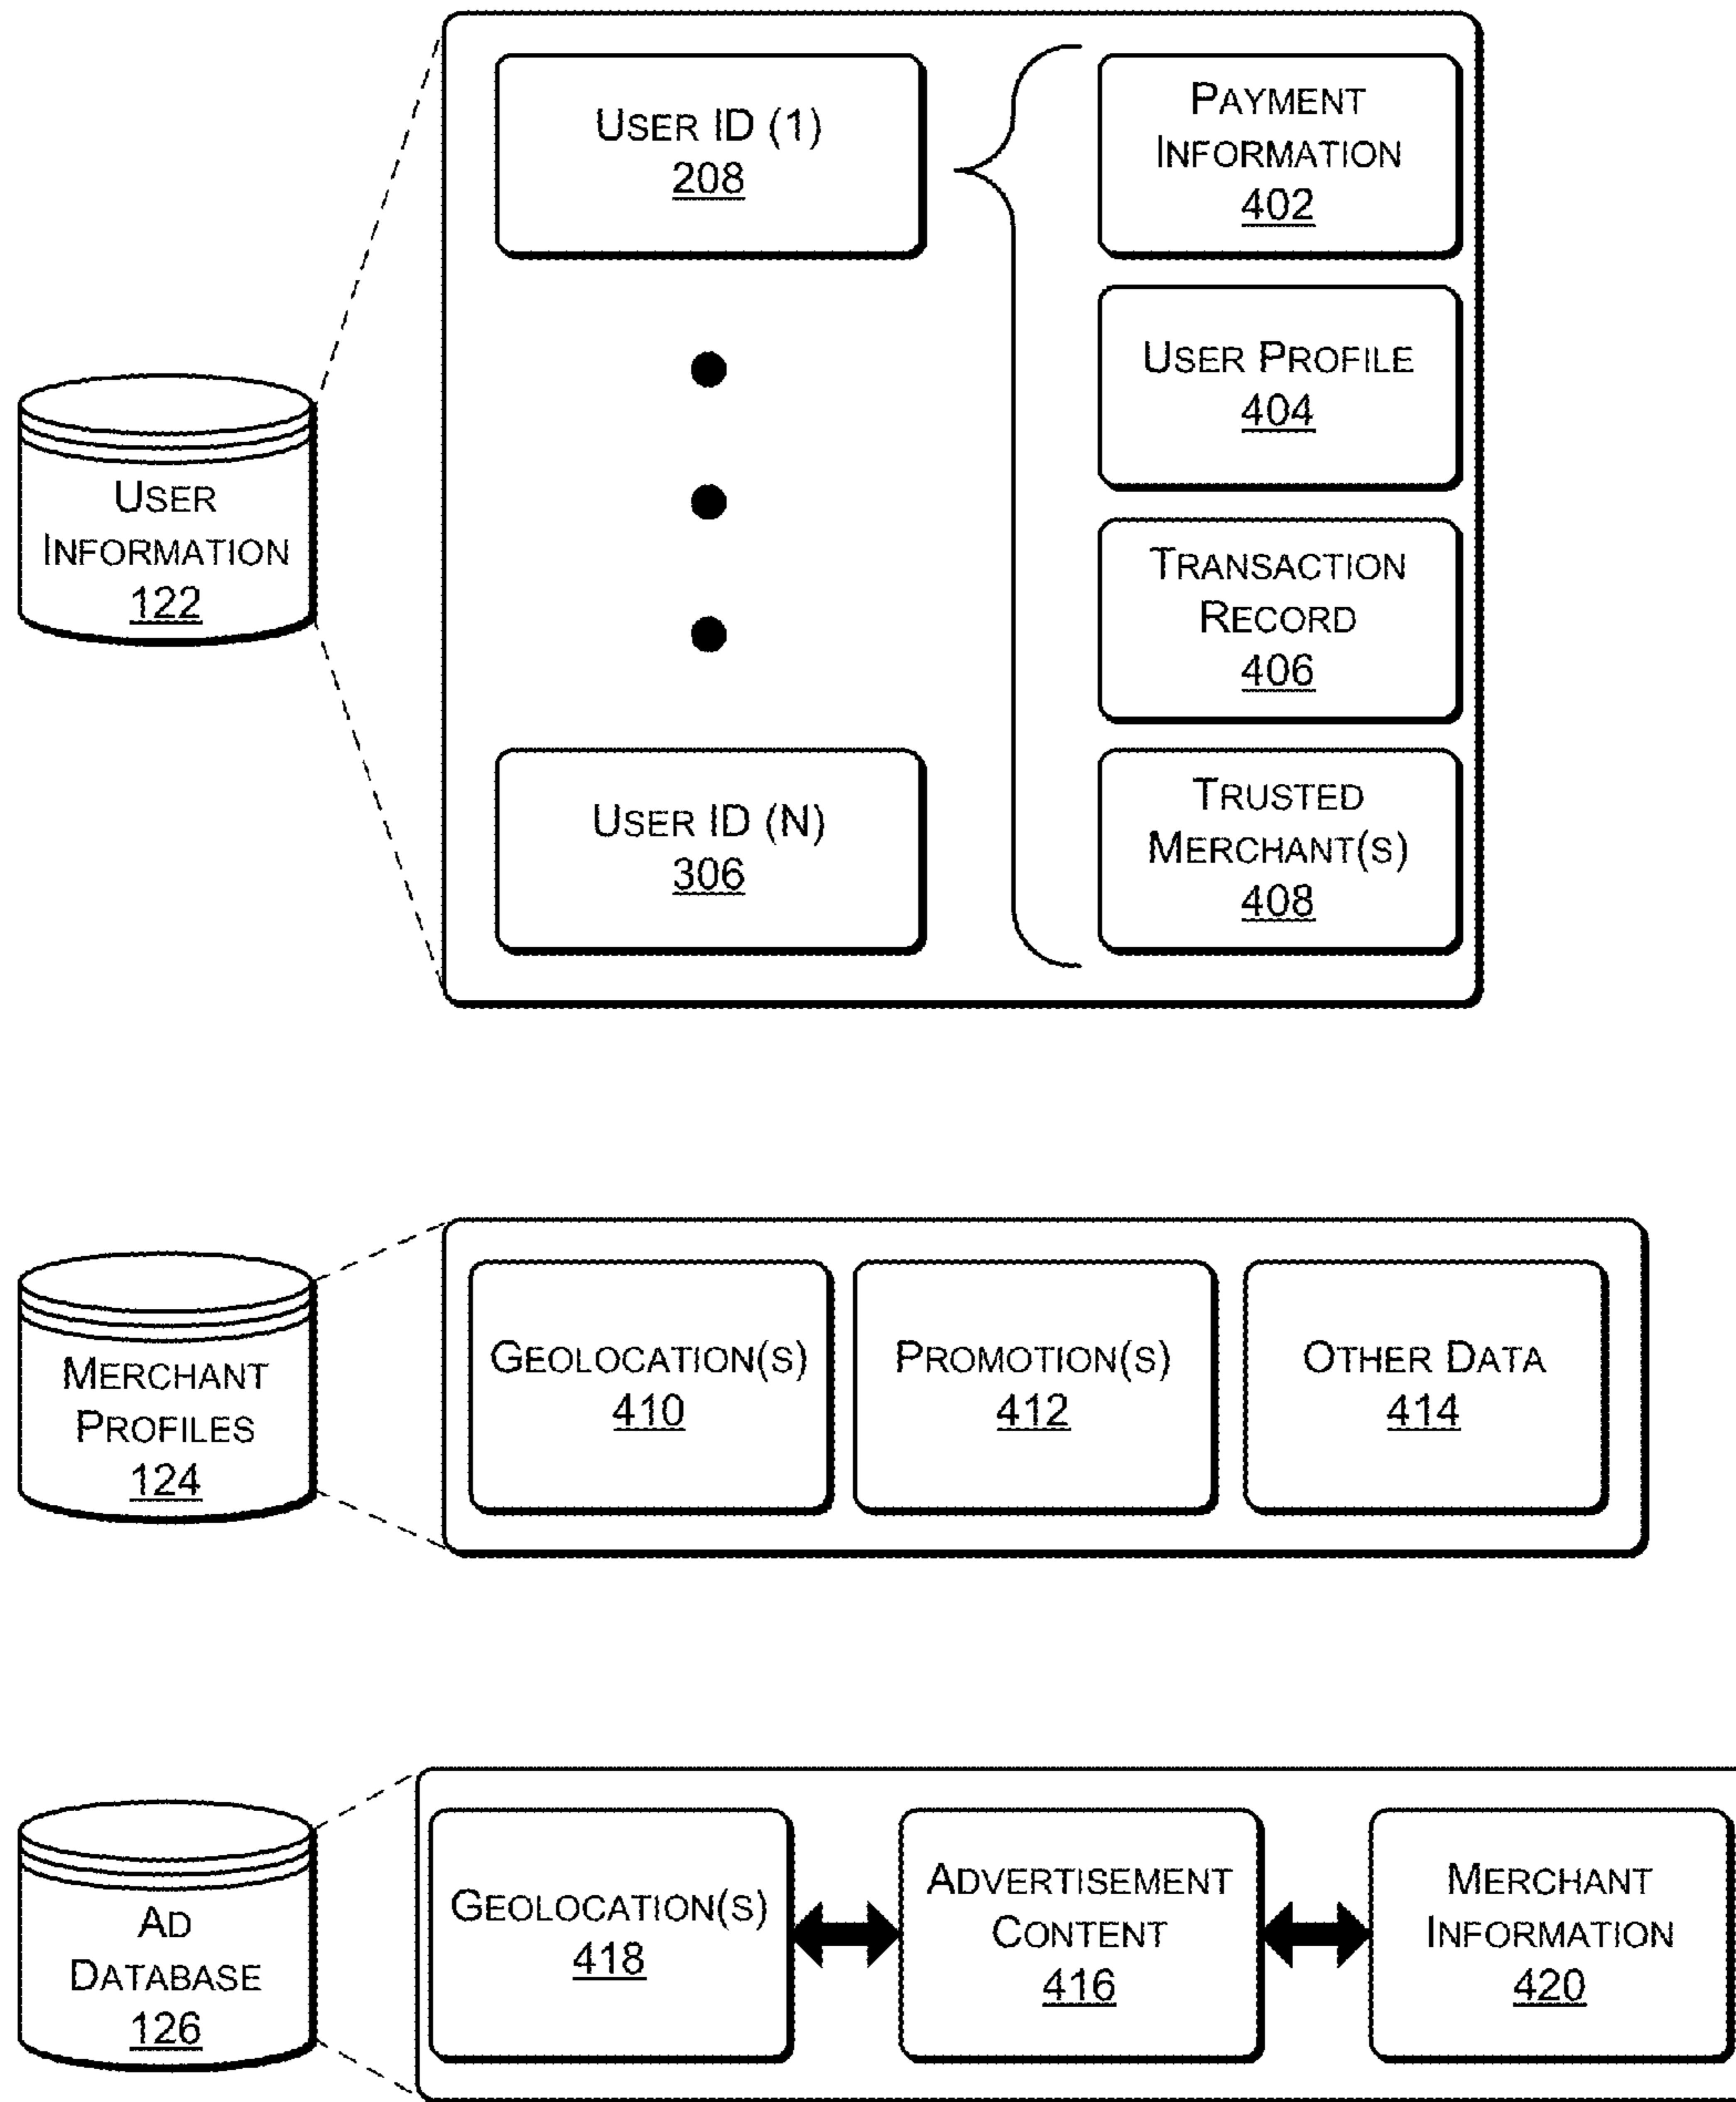 USER ID (1)
208
PAYMENT
INFORMATION
402
USER PROFILE
404
USER
INFORMATION
122
TRANSACTION
RECORD
406
USER ID (N)
306
TRUSTED
MERCHANT(S)
408
MERCHANT
PROFILES
124
GEOLOCATION(S)
410
PROMOTION(S)
412
OTHER DATA
414
AD
DATABASE
126
GEOLOCATION(S)
418
ADVERTISEMENT
CONTENT
416
MERCHANT
INFORMATION
420